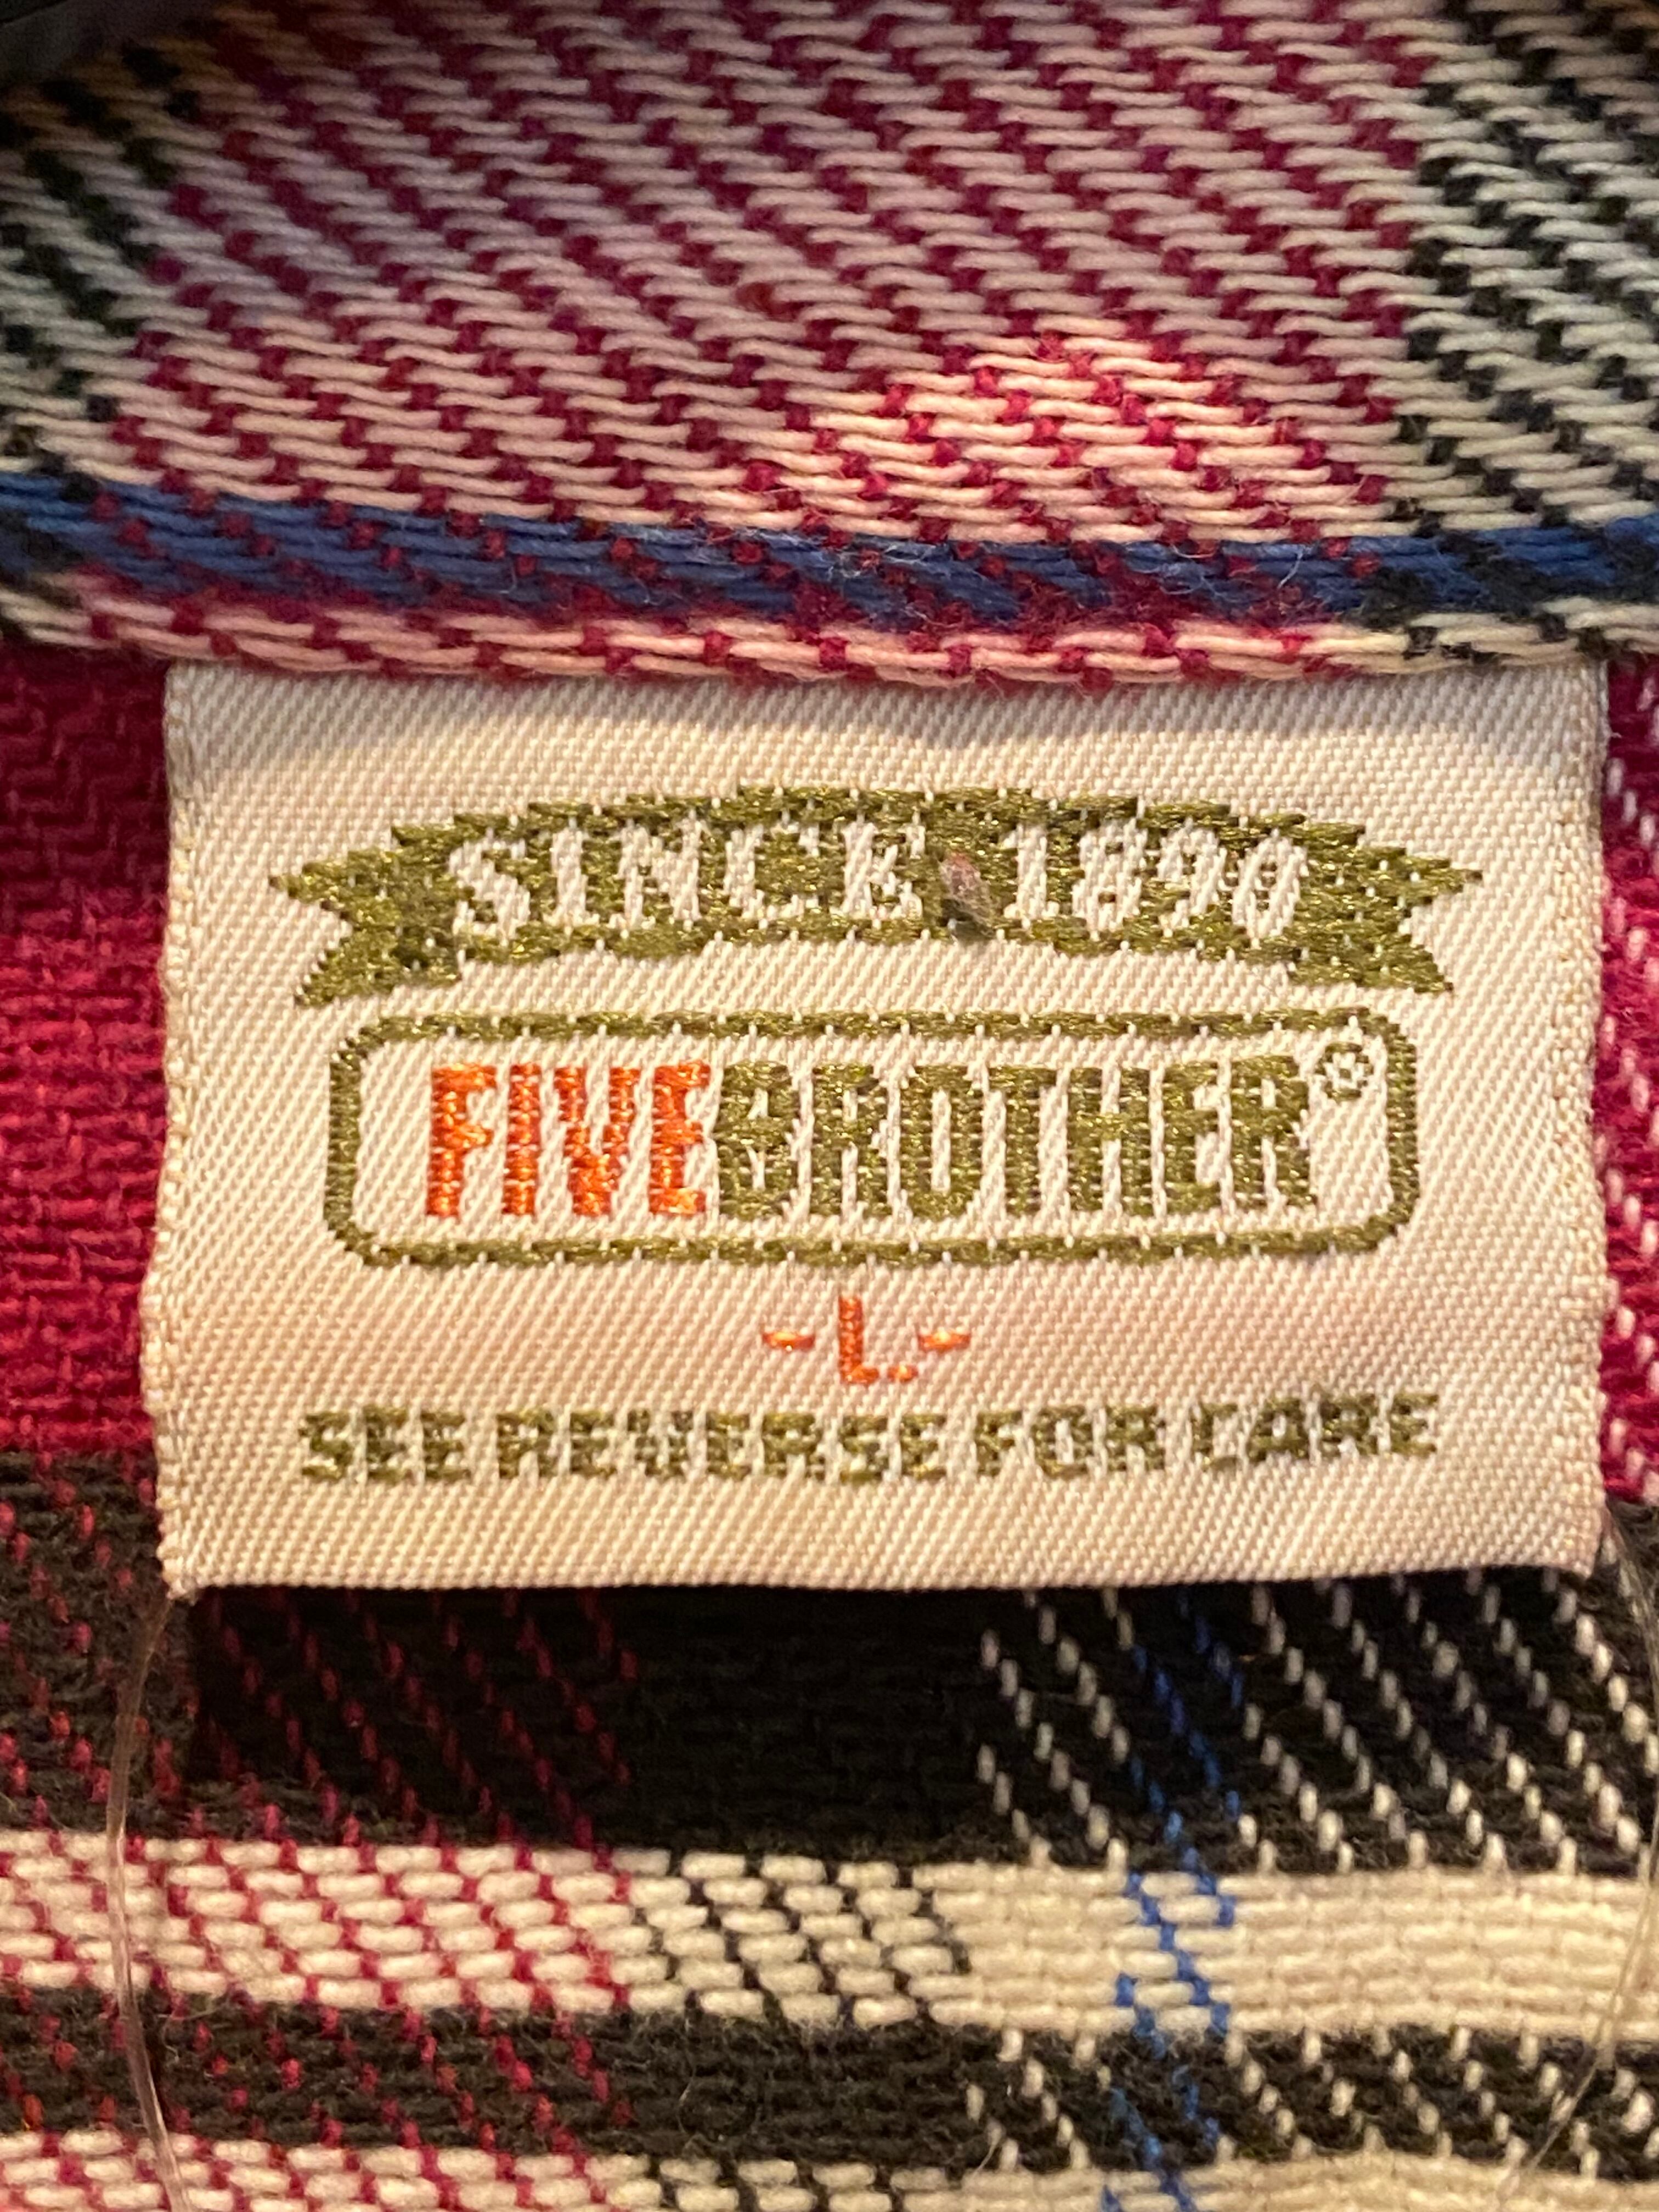 SINCE 1890
FIVEBROTHER®
-L.-
SEE REVERSE FOR CARE